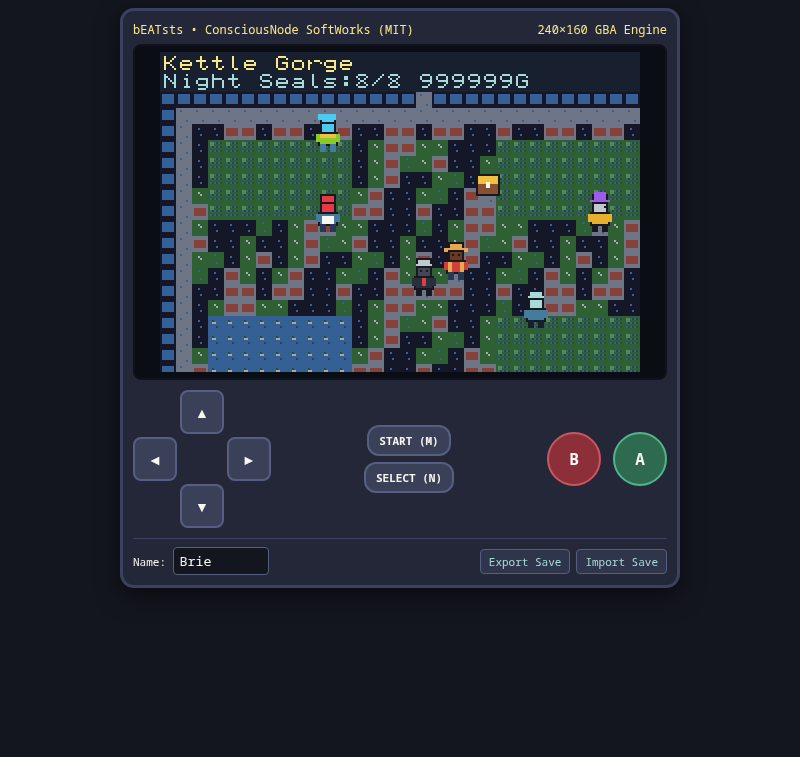 bEATsts • ConsciousNode SoftWorks (MIT)
240×160 GBA Engine
Kettle Gorge
Night Seals:8/8 999999G
▲
◄ ►
▼
START (M)
SELECT (N)
B A
Name: Brie
Export Save Import Save